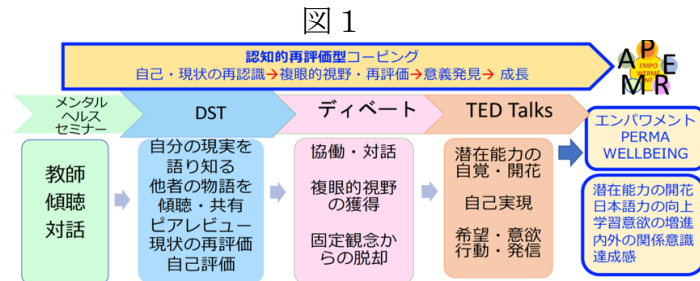 図1
認知的再評価型コーピング
自己・現状の再認識→複眼的視野・再評価→意義発見→ 成長
A P E
M R
EMPO
WERME
NT
メンタル
ヘルス
セミナー
DST
ディベート
TED Talks
教師
傾聴
対話
自分の現実を
語り知る
他者の物語を
傾聴・共有
ピアレビュー
現状の再評価
自己評価
協働・対話
複眼的視野
の獲得
固定観念か
らの脱却
潜在能力の
自覚・開花
自己実現
希望・意欲
行動・発信
エンパワメント
PERMA
WELLBEING
潜在能力の開花
日本語力の向上
学習意欲の増進
内外の関係意識
達成感